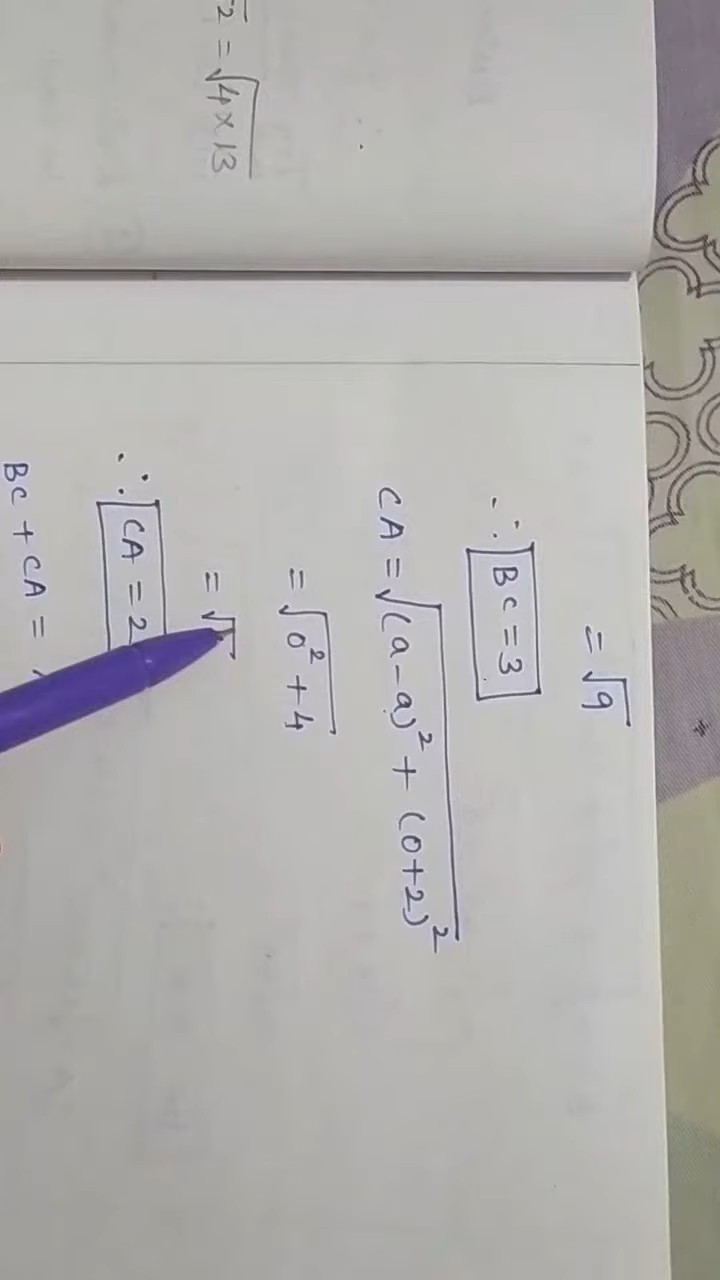 = √4 × 13
= √9
∴ BC = 3
CA = √(a - a)² + (0 + 2)²
= √0² + 4
= √
∴ CA = 2
BC + CA =